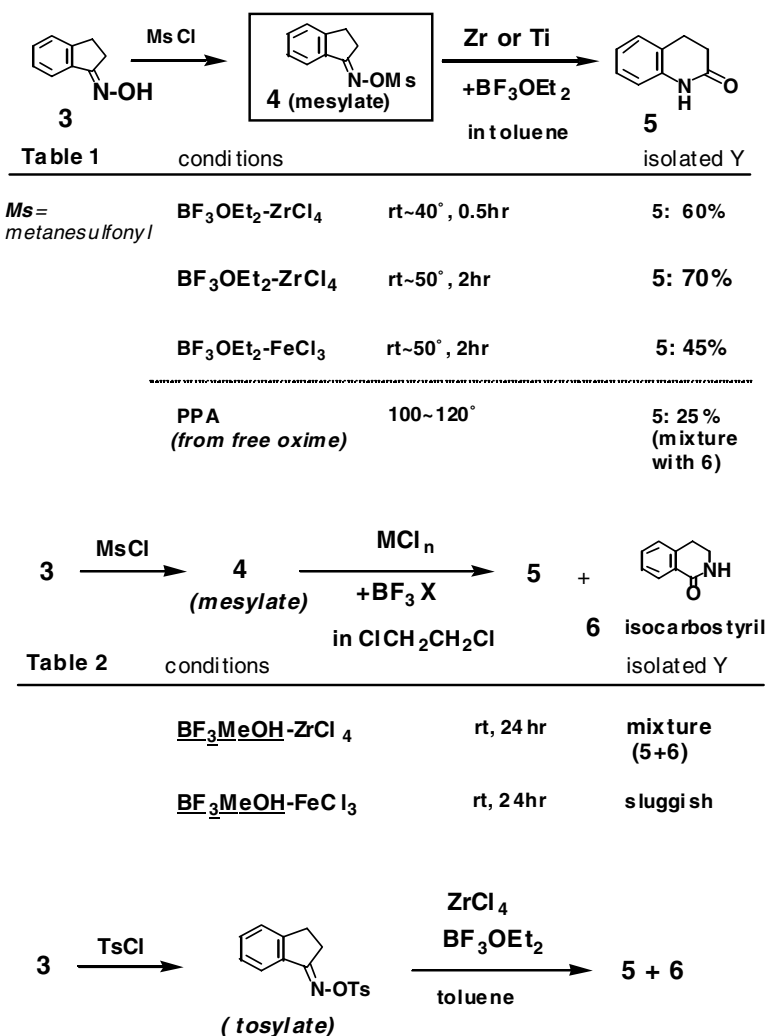 Ms Cl
Zr or Ti
N-OH
N-OMs
4 (mesylate)
+BF3OEt2
N
H
O
3
in toluene
5
Table 1 conditions isolated Y
Ms=
metanesulfonyl
BF3OEt2-ZrCl4 rt~40°, 0.5hr 5: 60%
BF3OEt2-ZrCl4 rt~50°, 2hr 5: 70%
BF3OEt2-FeCl3 rt~50°, 2hr 5: 45%
PPA 100~120° 5: 25%
(from free oxime) (mixture
with 6)
3 MsCl 4 MCln 5 +
(mesylate) +BF3 X
NH
O
in ClCH2CH2Cl
6 isocarbostyril
Table 2 conditions isolated Y
BF3MeOH-ZrCl4 rt, 24hr mixture
(5+6)
BF3MeOH-FeCl3 rt, 24hr sluggish
ZrCl4
3 TsCl BF3OEt2 5 + 6
N-OTs
toluene
(tosylate)